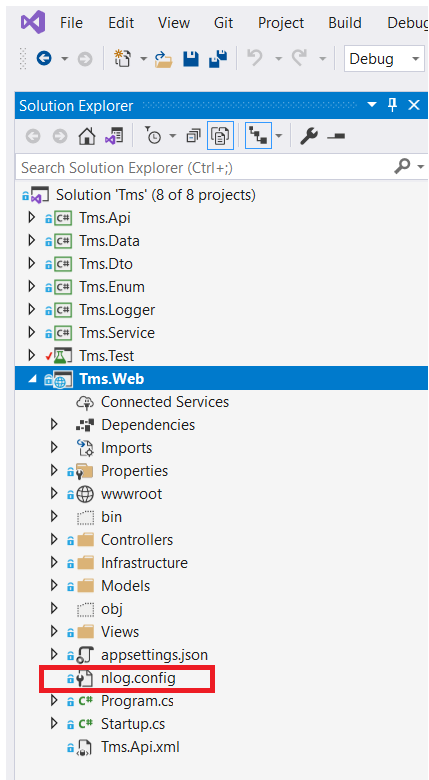 File Edit View Git Project Build Debug
Debug
Solution Explorer
Search Solution Explorer (Ctrl+;)
Solution 'Tms' (8 of 8 projects)
C# Tms.Api
C# Tms.Data
C# Tms.Dto
C# Tms.Enum
C# Tms.Logger
C# Tms.Service
Tms.Test
Tms.Web
Connected Services
Dependencies
Imports
Properties
wwwroot
bin
Controllers
Infrastructure
Models
obj
Views
appsettings.json
nlog.config
C# Program.cs
C# Startup.cs
Tms.Api.xml